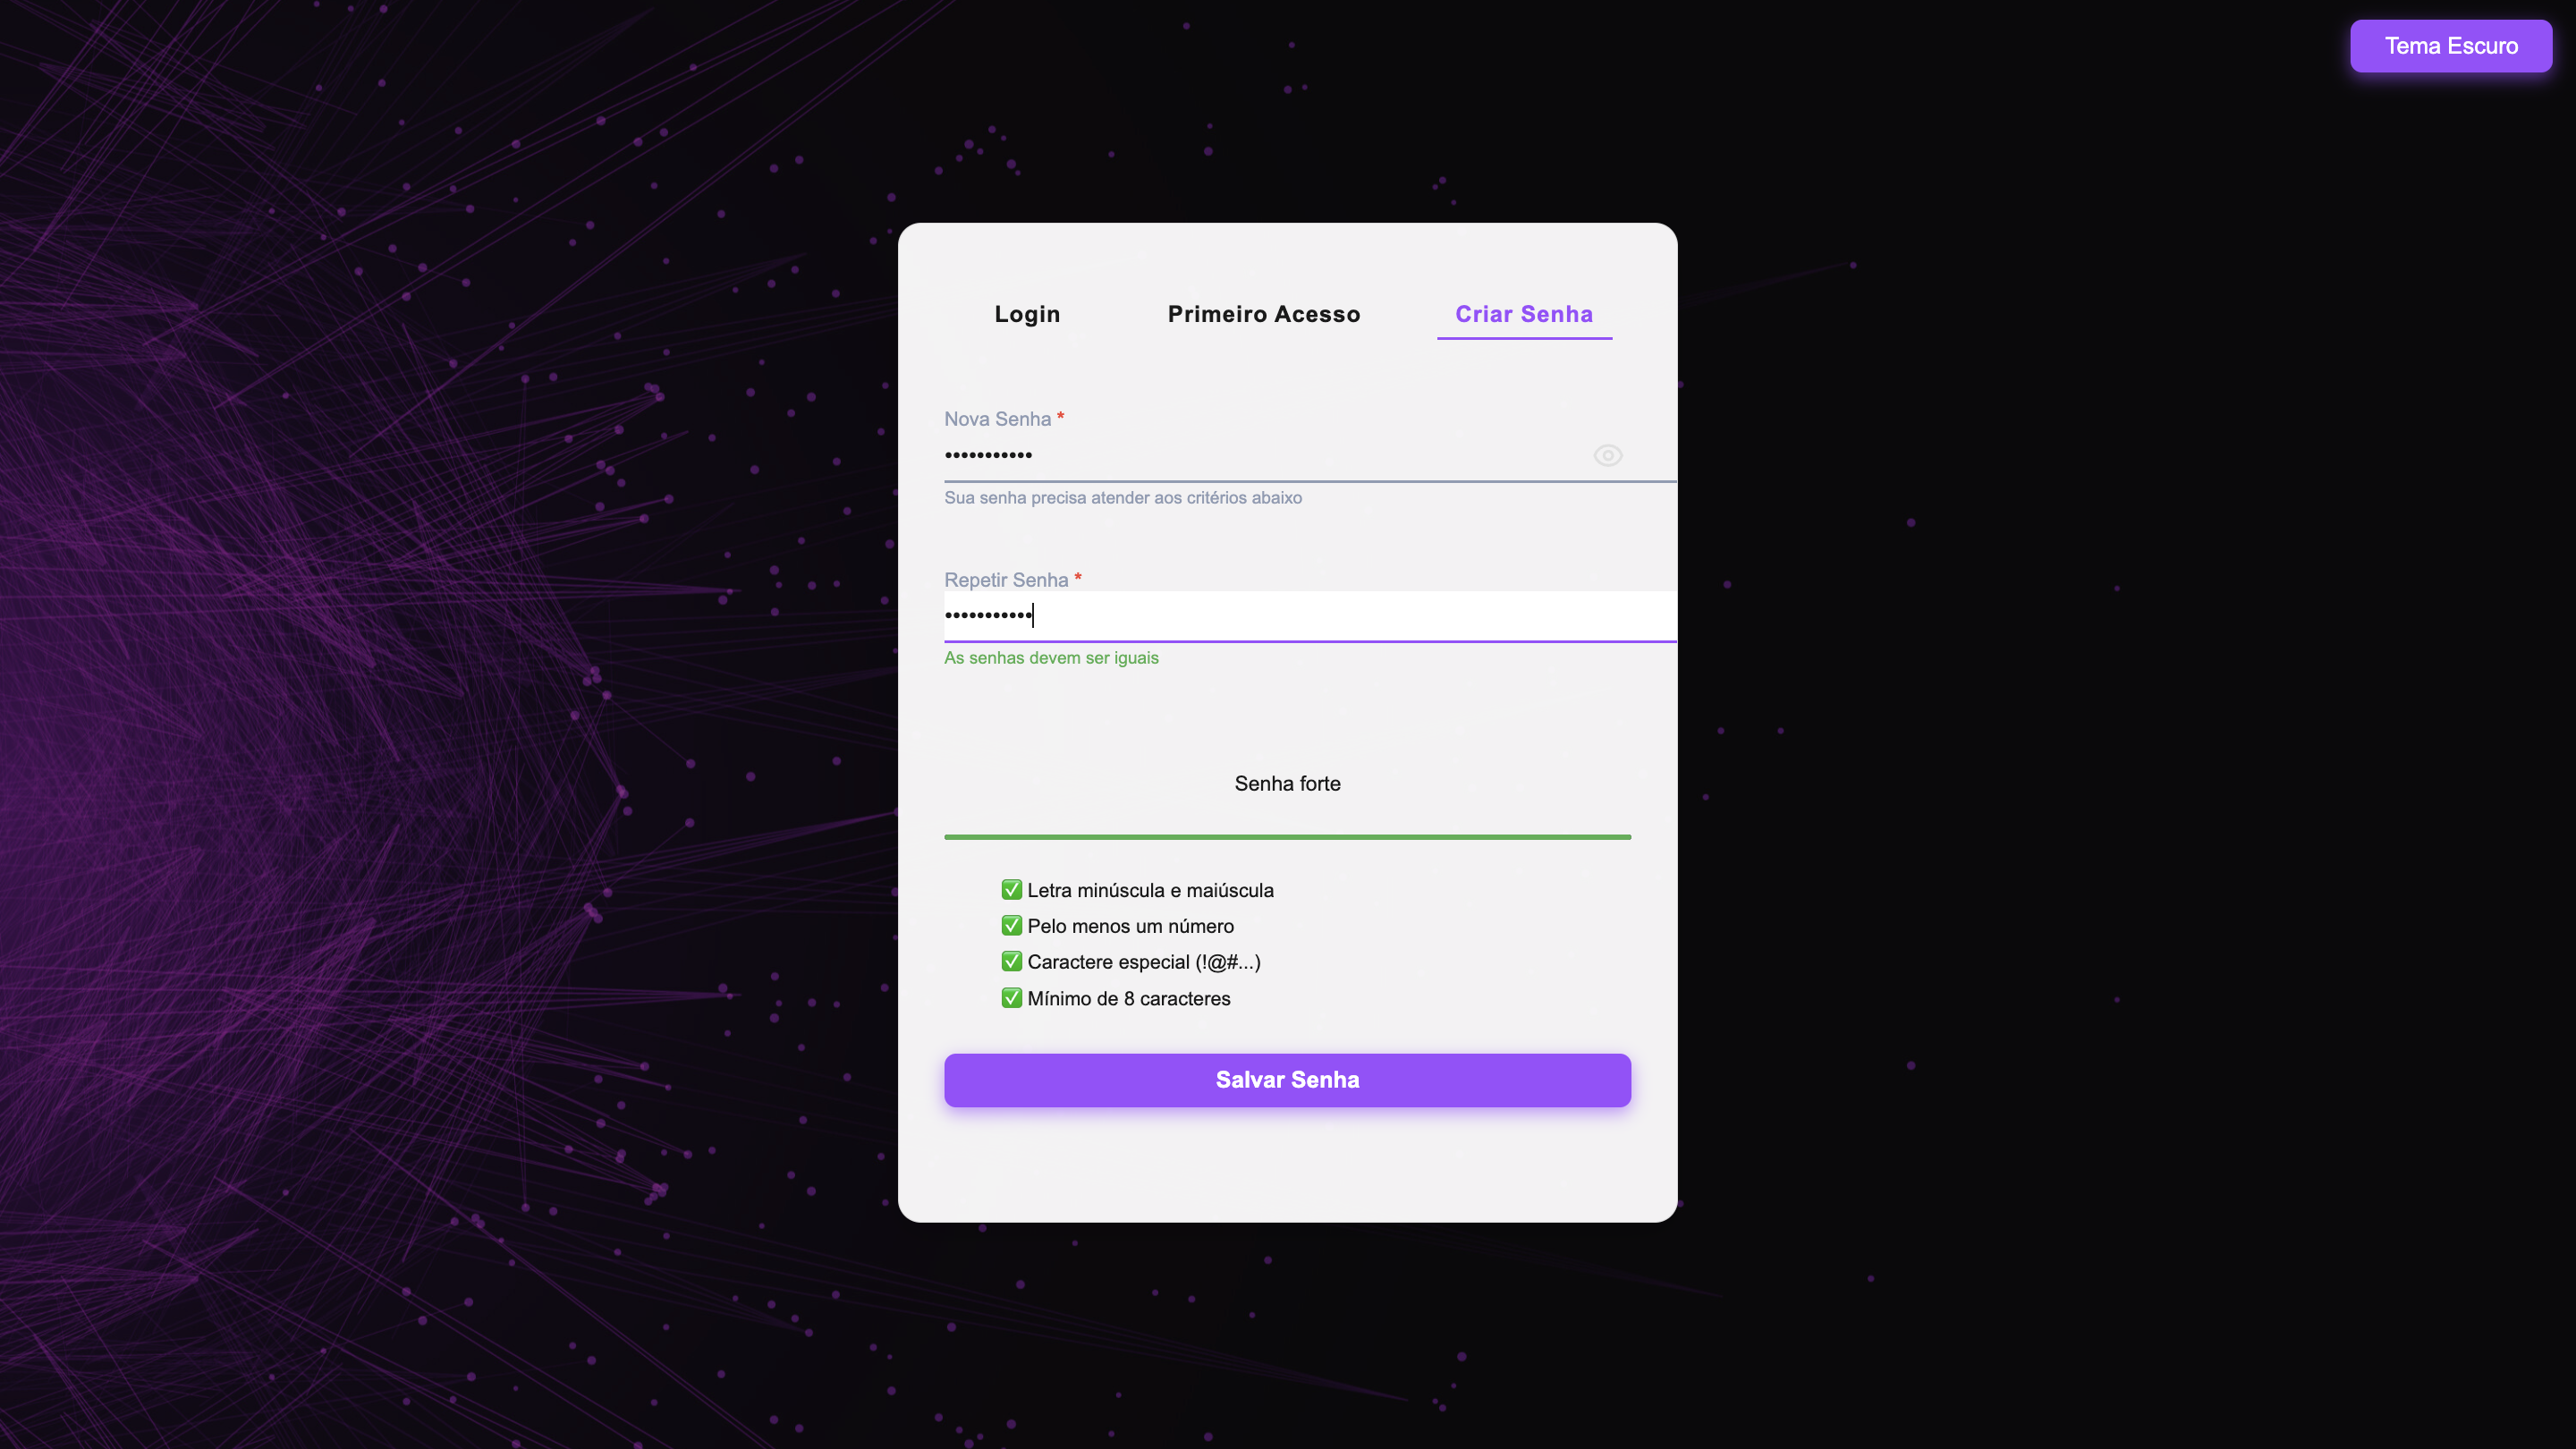 Tema Escuro
Login Primeiro Acesso Criar Senha
Nova Senha *
•••••••••••
Sua senha precisa atender aos critérios abaixo
Repetir Senha *
•••••••••••
As senhas devem ser iguais
Senha forte
✅ Letra minúscula e maiúscula
✅ Pelo menos um número
✅ Caractere especial (!@#...)
✅ Mínimo de 8 caracteres
Salvar Senha